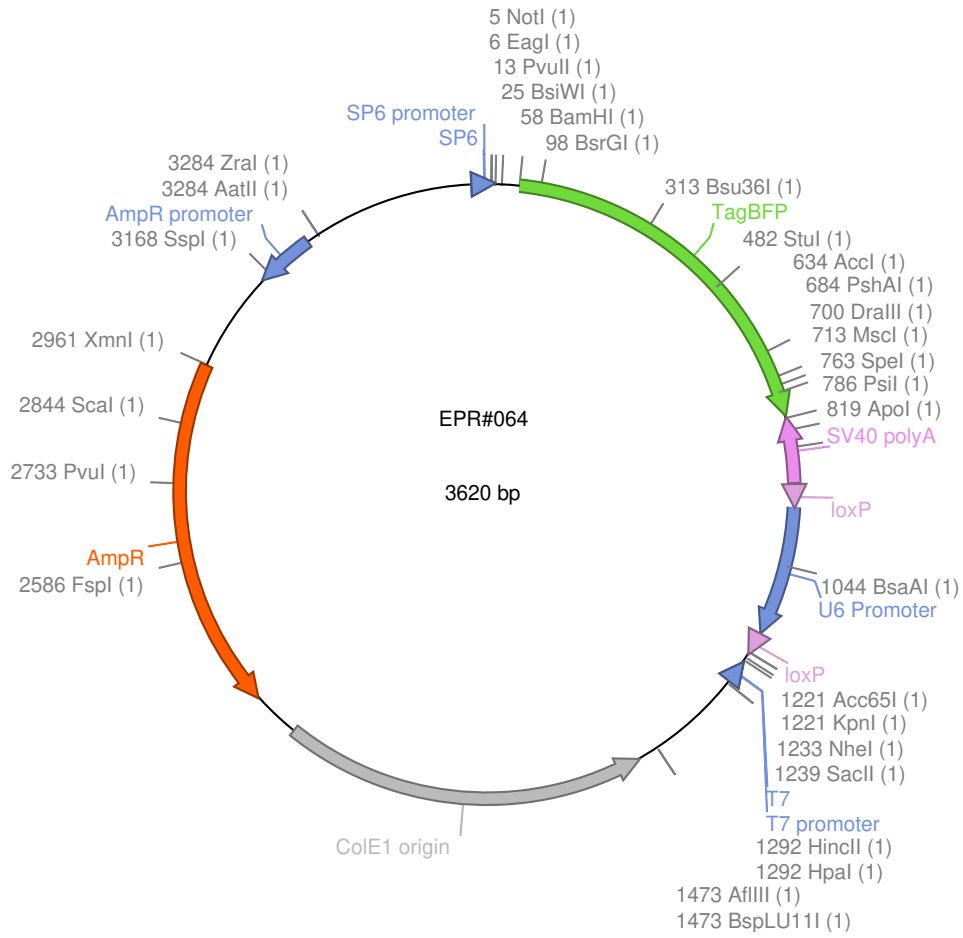 5 NotI (1)
6 EagI (1)
13 PvuII (1)
25 BsiWI (1)
58 BamHI (1)
98 BsrGI (1)
SP6 promoter
SP6
3284 ZraI (1)
3284 AatII (1)
AmpR promoter
3168 SspI (1)
313 Bsu36I (1)
TagBFP
482 StuI (1)
634 AccI (1)
684 PshAI (1)
700 DraIII (1)
713 MscI (1)
763 SpeI (1)
786 PsiI (1)
819 ApoI (1)
SV40 polyA
loxP
2961 XmnI (1)
2844 ScaI (1)
2733 PvuI (1)
AmpR
2586 FspI (1)
EPR#064
3620 bp
1044 BsaAI (1)
U6 Promoter
loxP
1221 Acc65I (1)
1221 KpnI (1)
1233 NheI (1)
1239 SacII (1)
T7
T7 promoter
1292 HincII (1)
1292 HpaI (1)
1473 AflIII (1)
1473 BspLU11I (1)
ColE1 origin